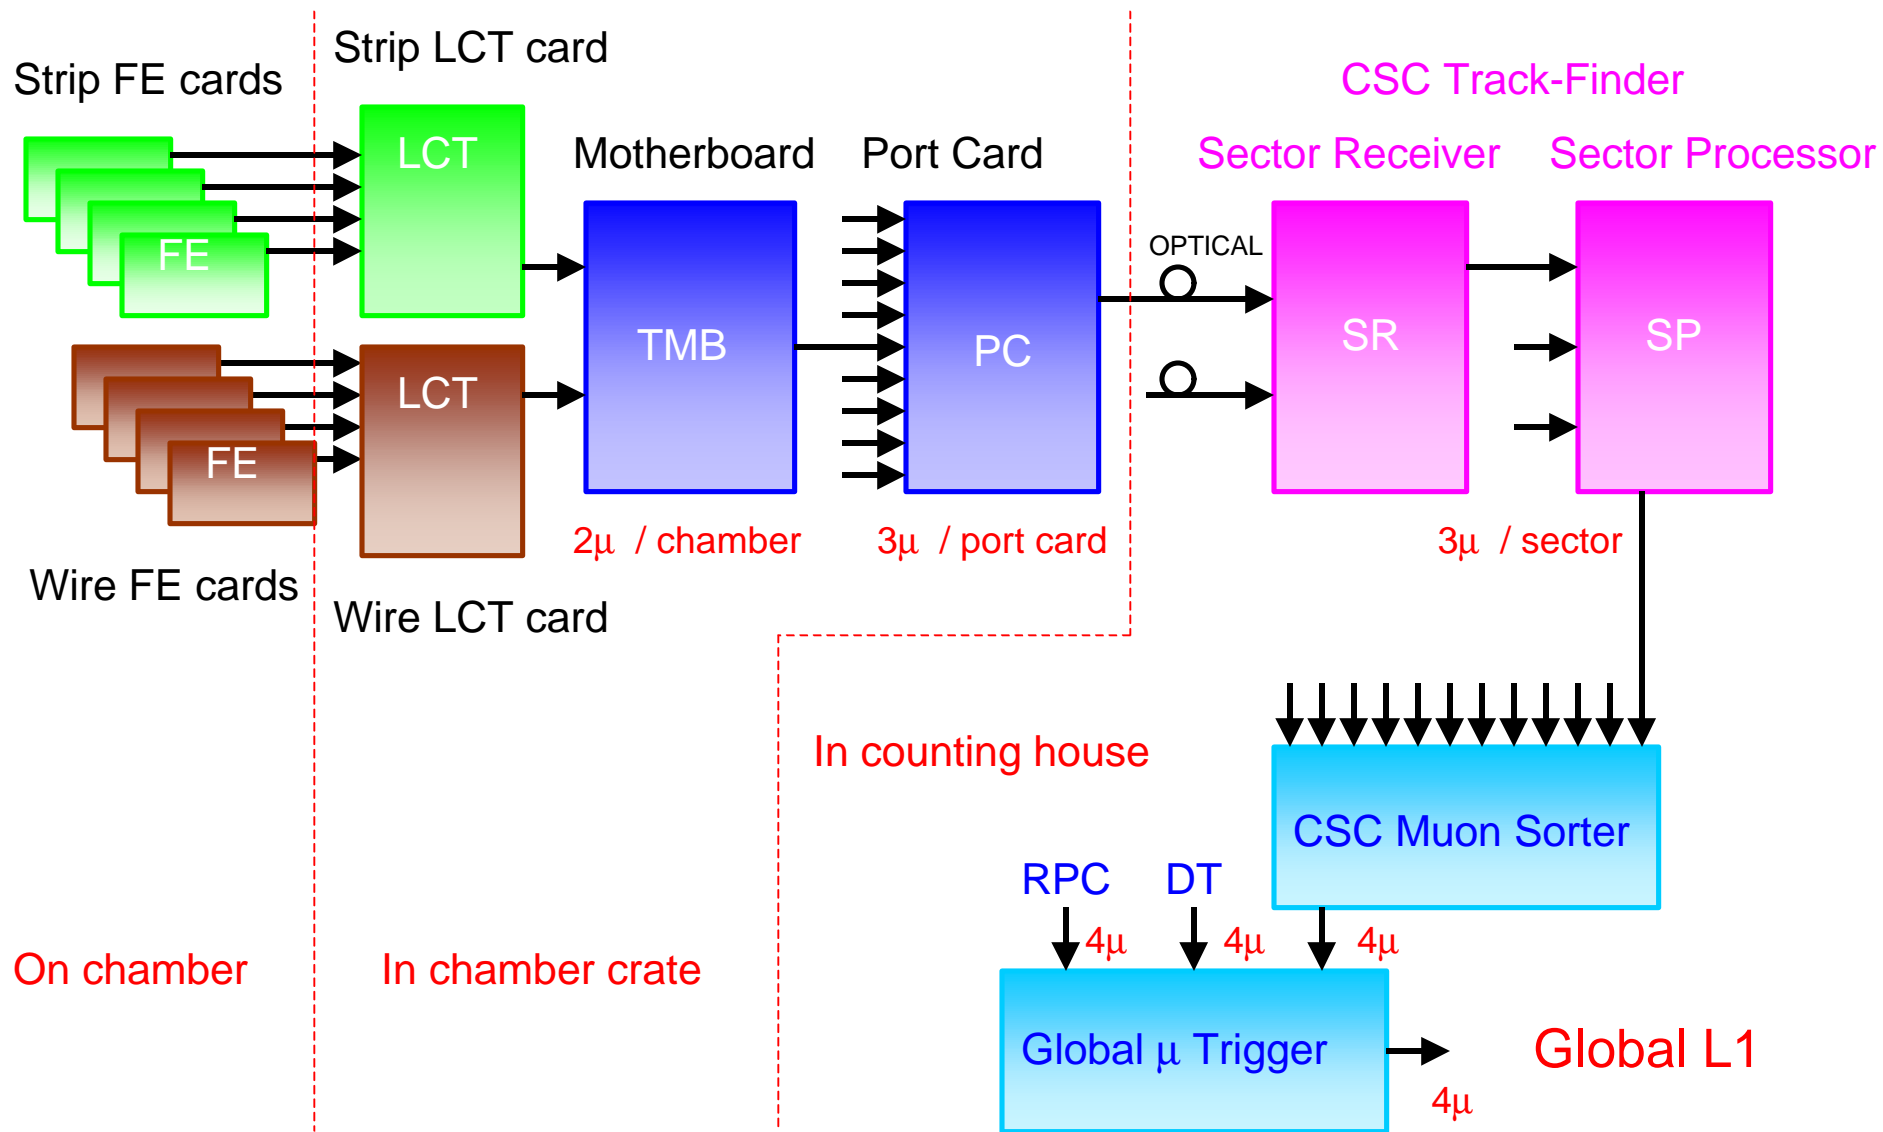 Strip LCT card
Strip FE cards
CSC Track-Finder
LCT
Motherboard
Port Card
Sector Receiver
Sector Processor
FE
OPTICAL
TMB
PC
SR
SP
LCT
FE
2μ / chamber
3μ / port card
3μ / sector
Wire FE cards
Wire LCT card
In counting house
CSC Muon Sorter
RPC
DT
4μ
4μ
4μ
On chamber
In chamber crate
Global μ Trigger
Global L1
4μ